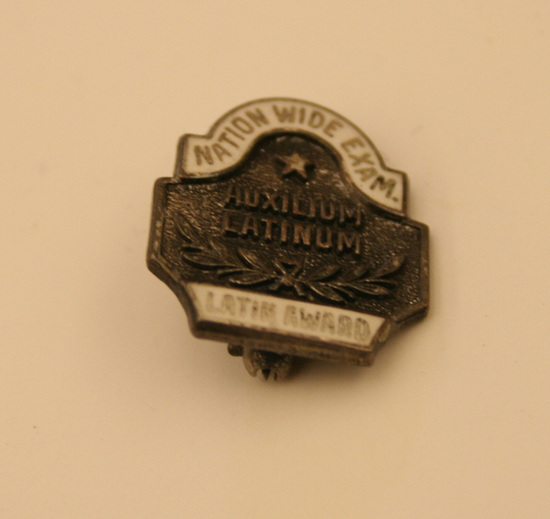 NATION WIDE EXAM.
AUXILIUM
LATINUM
LATIN AWARD